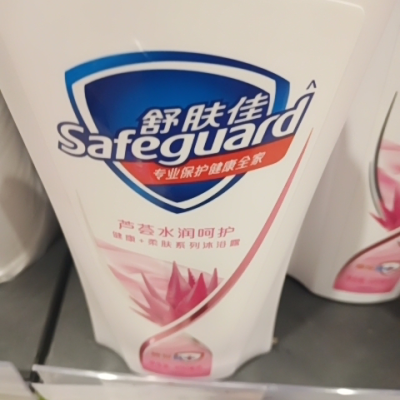 舒肤佳
Safeguard
专业保护健康全家
芦荟水润呵护
健康+柔肤系列沐浴露